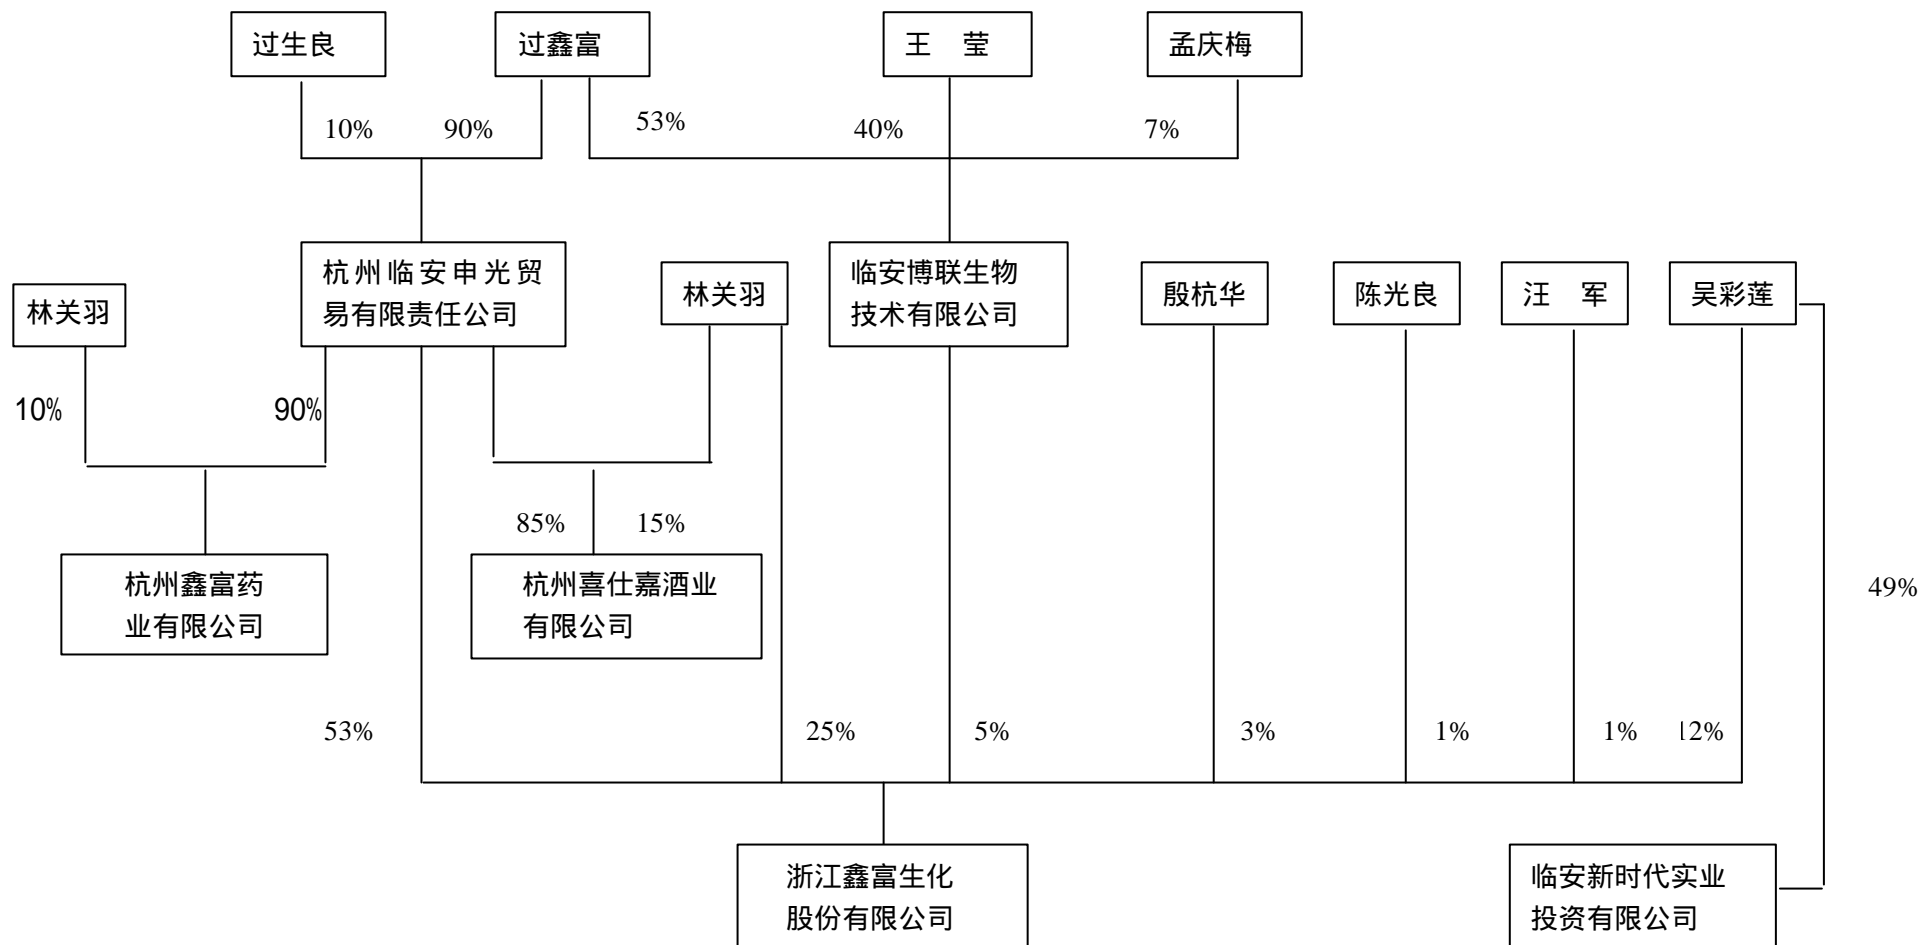 过生良
过鑫富
王 莹
孟庆梅
10%
90%
53%
40%
7%
林关羽
杭州临安申光贸
易有限责任公司
林关羽
临安博联生物
技术有限公司
殷杭华
陈光良
汪 军
吴彩莲
10%
90%
85%
15%
杭州鑫富药
业有限公司
杭州喜仕嘉酒业
有限公司
49%
53%
25%
5%
3%
1%
1%
12%
浙江鑫富生化
股份有限公司
临安新时代实业
投资有限公司